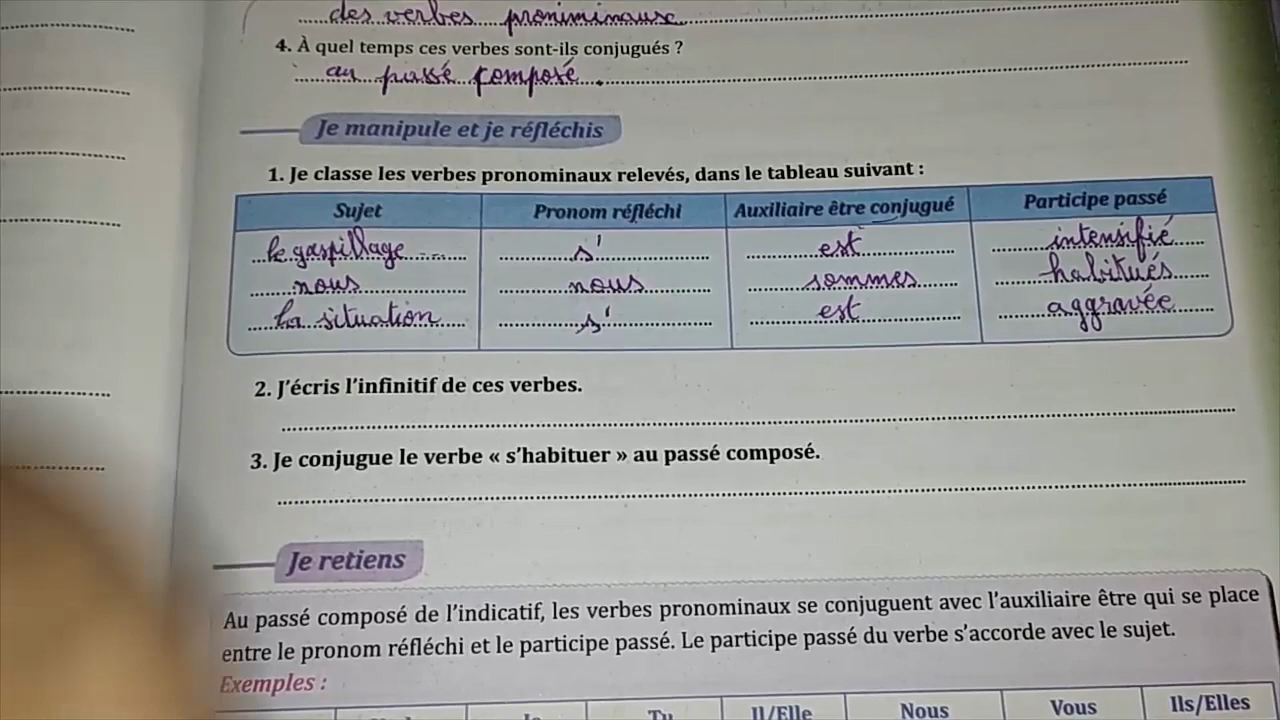 des verbes proniminause
4. À quel temps ces verbes sont-ils conjugués ?
au passé composé.
Je manipule et je réfléchis
1. Je classe les verbes pronominaux relevés, dans le tableau suivant :
Sujet Pronom réfléchi Auxiliaire être conjugué Participe passé
le gaspillage s' est intensifié
nous nous sommes habitués
la situation s' est aggravée
2. J'écris l'infinitif de ces verbes.
3. Je conjugue le verbe « s'habituer » au passé composé.
Je retiens
Au passé composé de l'indicatif, les verbes pronominaux se conjuguent avec l'auxiliaire être qui se place
entre le pronom réfléchi et le participe passé. Le participe passé du verbe s'accorde avec le sujet.
Exemples :
Tu Il/Elle Nous Vous Ils/Elles